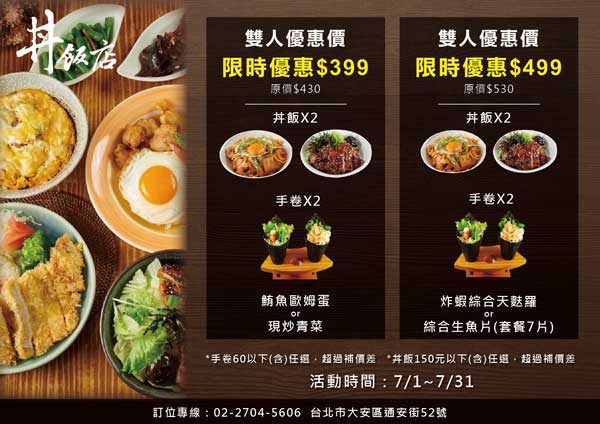 丼飯店
雙人優惠價
限時優惠$399
原價$430
丼飯X2
手卷X2
鮪魚歐姆蛋
or
現炒青菜
雙人優惠價
限時優惠$499
原價$530
丼飯X2
手卷X2
炸蝦綜合天麩羅
or
綜合生魚片(套餐7片)
*手卷60以下(含)任選，超過補價差 *丼飯150元以下(含)任選，超過補價差
活動時間：7/1~7/31
訂位專線：02-2704-5606 台北市大安區通安街52號